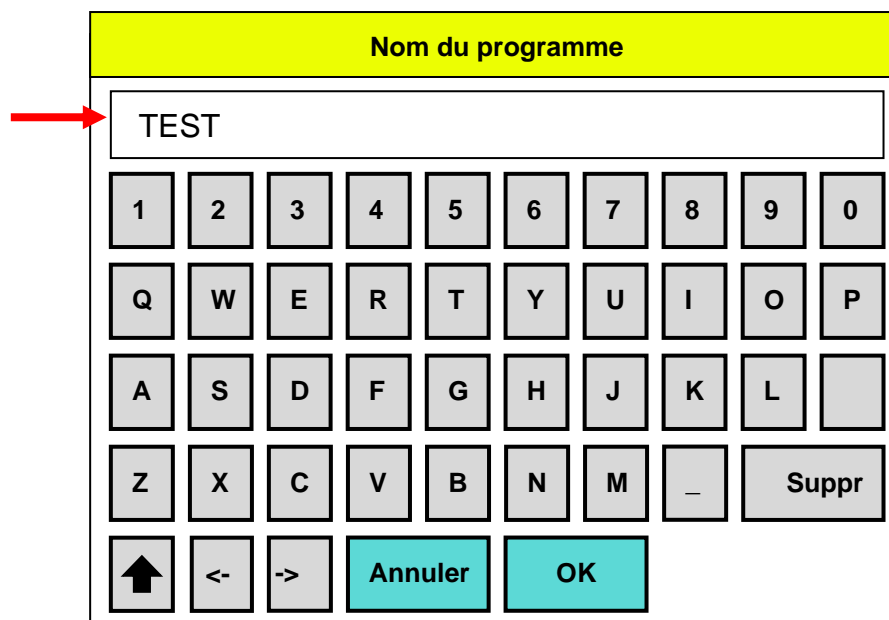 Nom du programme
TEST
1 2 3 4 5 6 7 8 9 0
Q W E R T Y U I O P
A S D F G H J K L
Z X C V B N M _ Suppr
<- -> Annuler OK